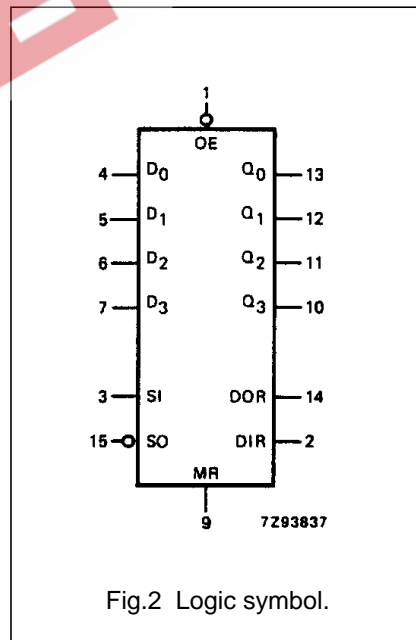 1
OE
4 D0 Q0 13
5 D1 Q1 12
6 D2 Q2 11
7 D3 Q3 10
3 SI DOR 14
15 SO DIR 2
MR
9 7Z93837
Fig.2 Logic symbol.